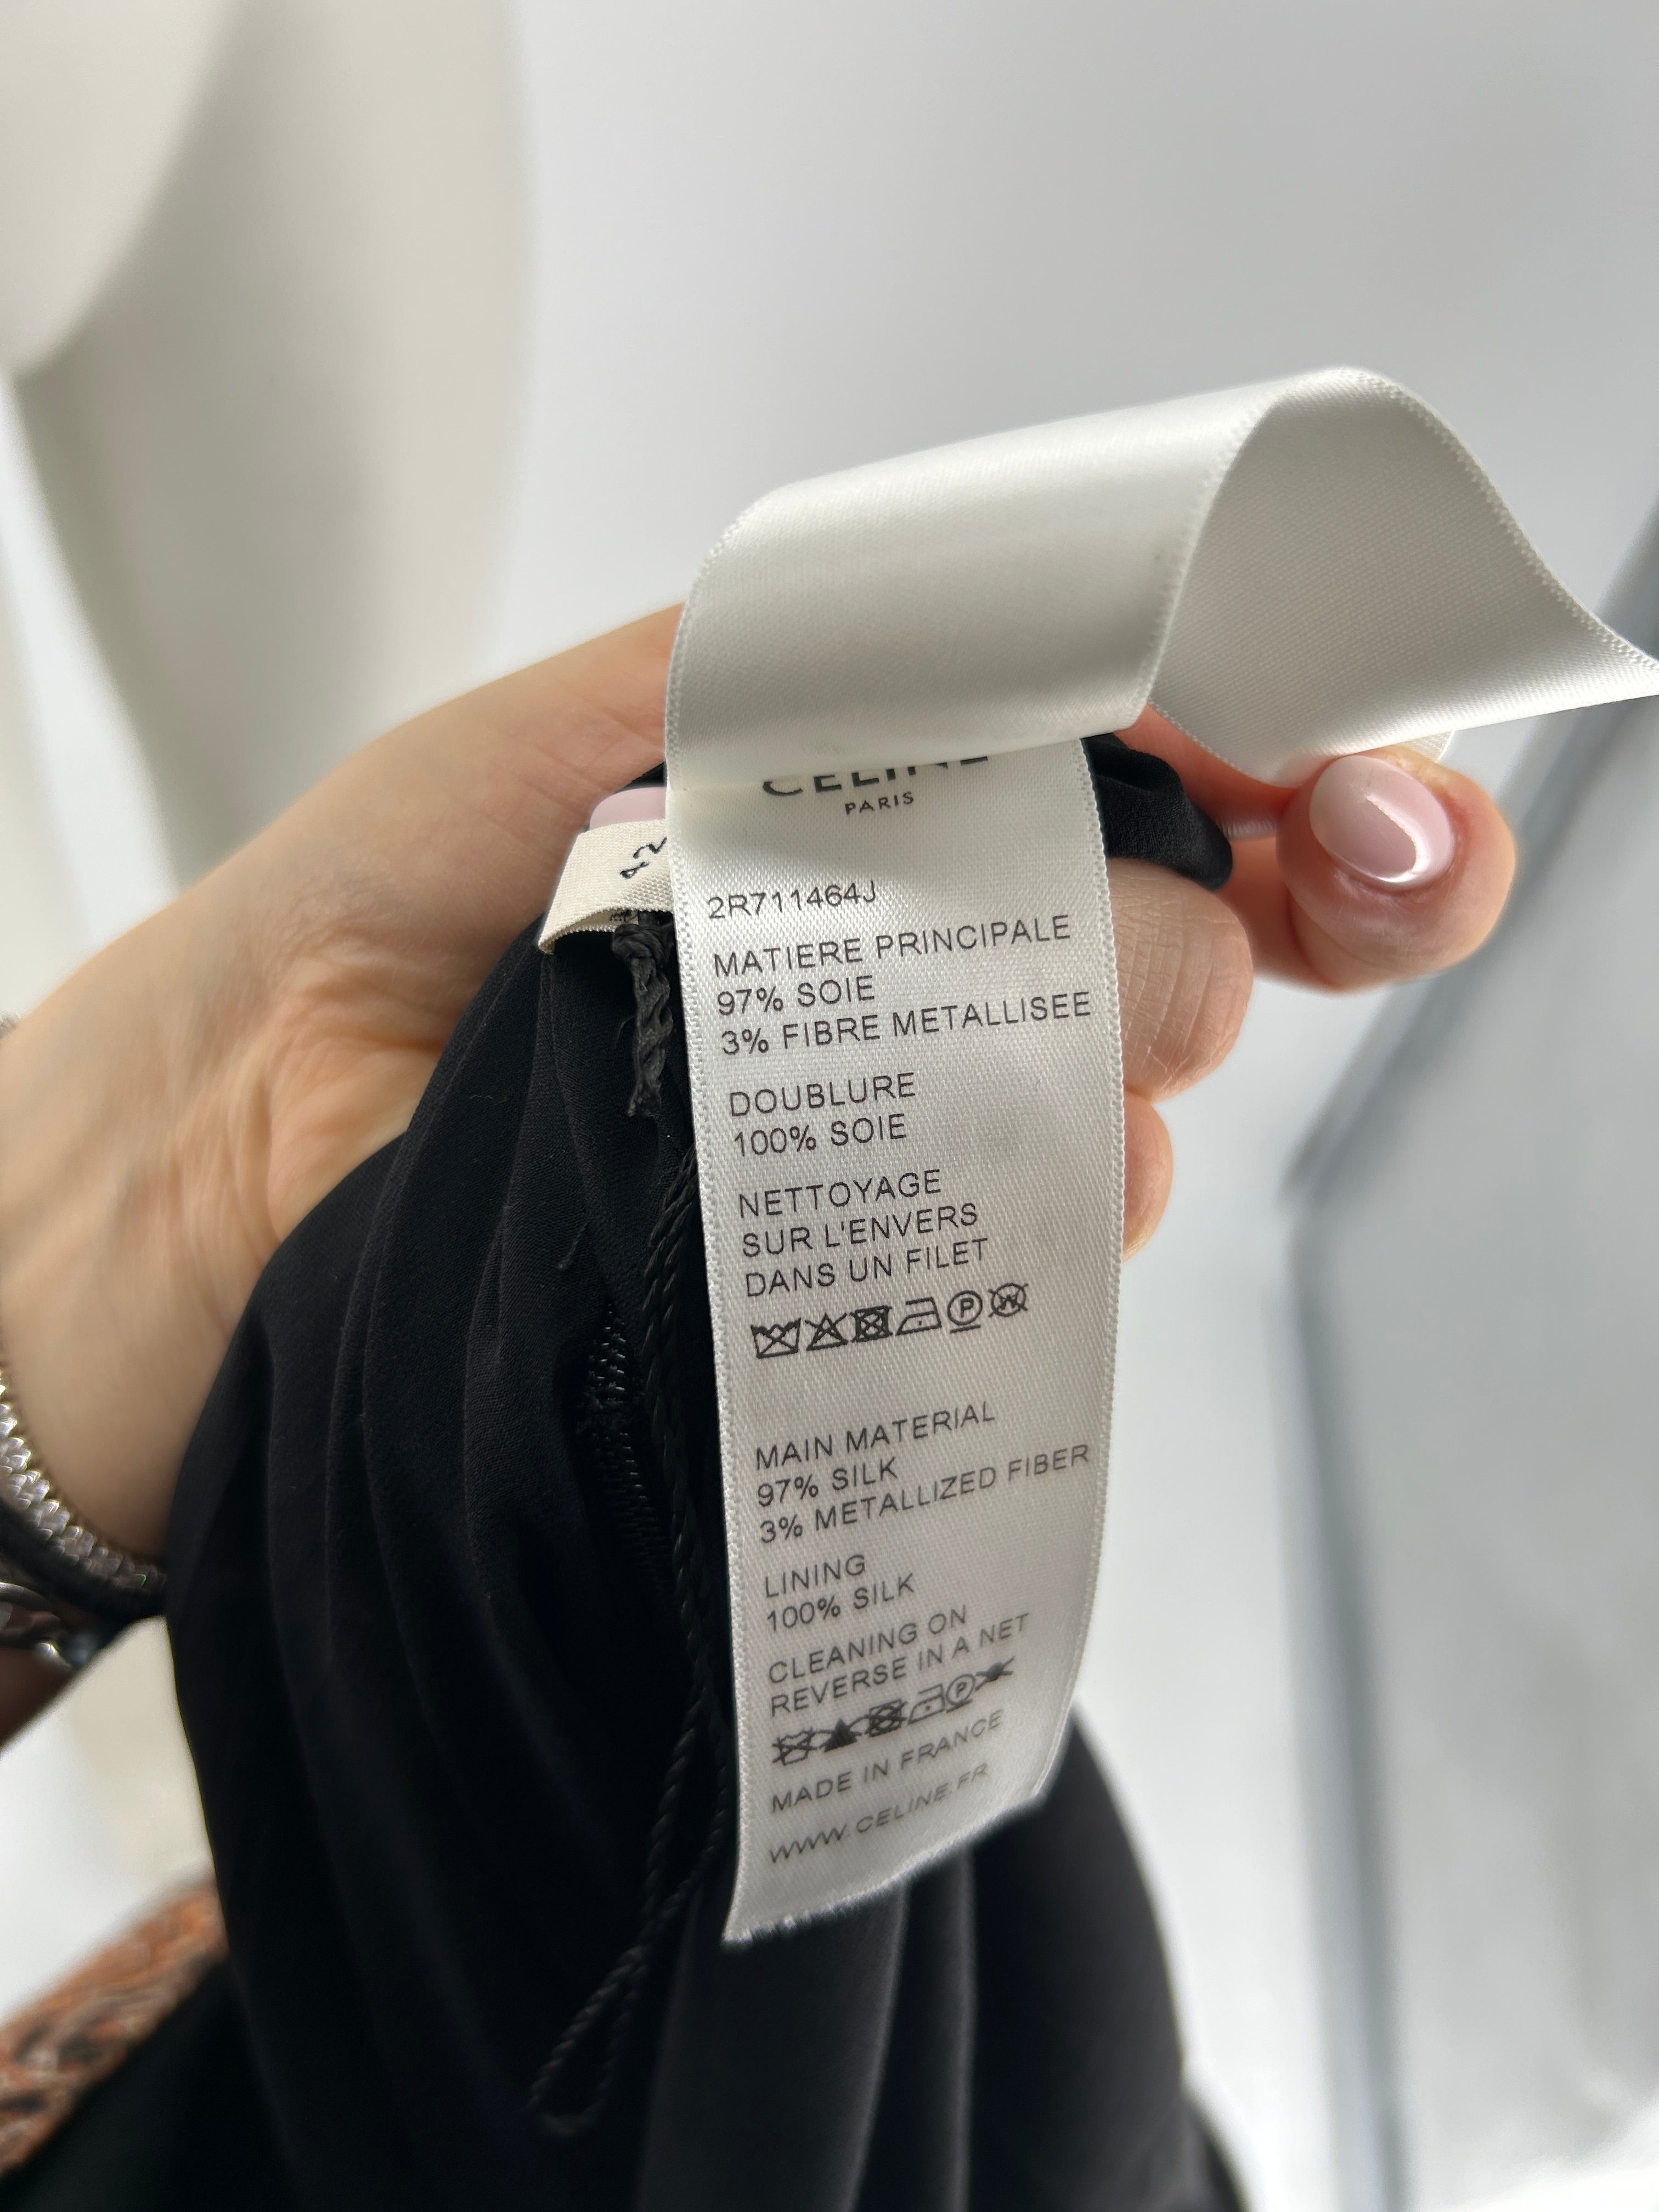 CELINE
PARIS
42
2R711464J
MATIERE PRINCIPALE
97% SOIE
3% FIBRE METALLISEE
DOUBLURE
100% SOIE
NETTOYAGE
SUR L'ENVERS
DANS UN FILET
P W
MAIN MATERIAL
97% SILK
3% METALLIZED FIBER
LINING
100% SILK
CLEANING ON
REVERSE IN A NET
P
MADE IN FRANCE
WWW.CELINE.FR